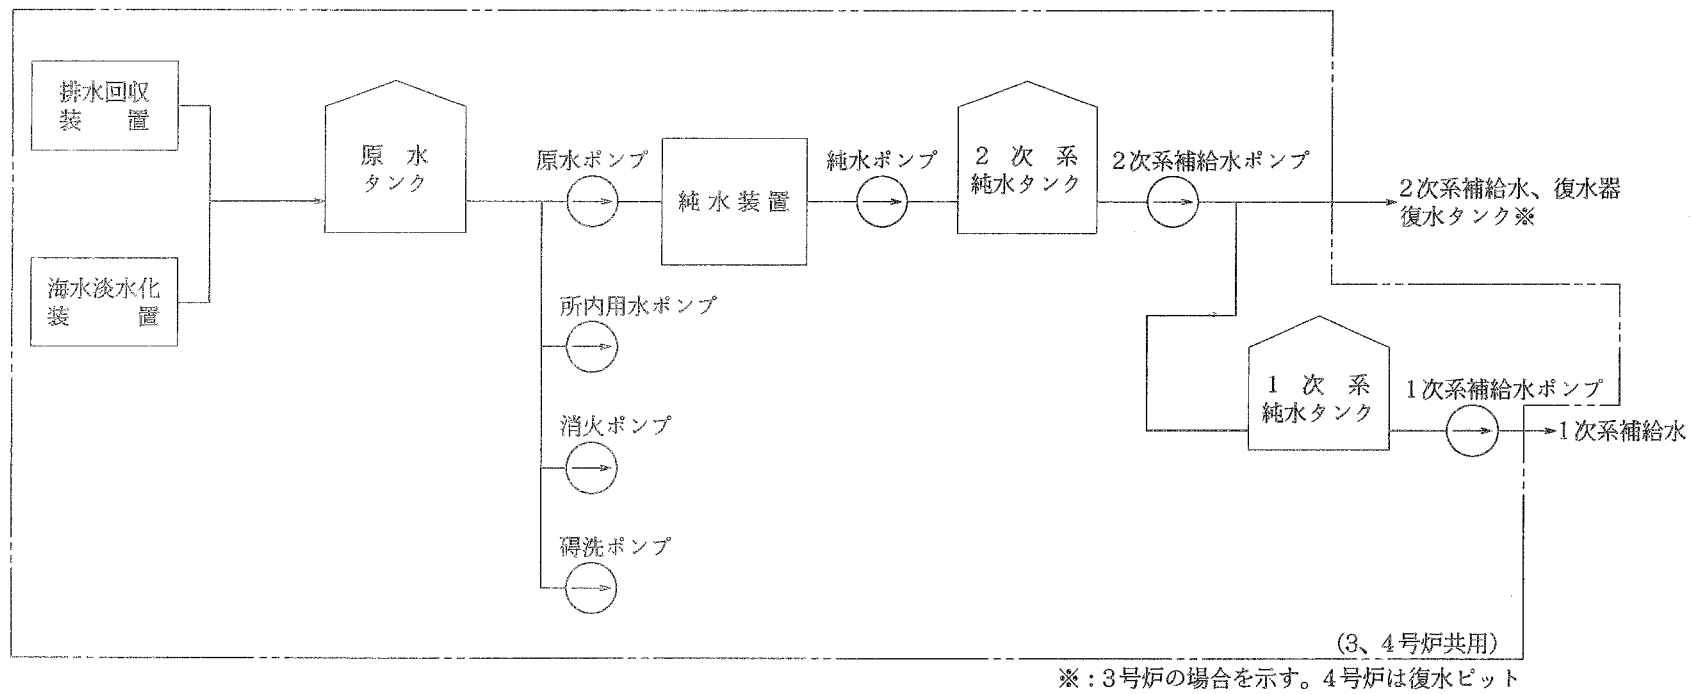 排水回収
装置
海水淡水化
装置
原水
タンク
原水ポンプ
純水装置
純水ポンプ
2次系
純水タンク
2次系補給水ポンプ
2次系補給水、復水器
復水タンク※
所内用水ポンプ
消火ポンプ
碍洗ポンプ
1次系
純水タンク
1次系補給水ポンプ
1次系補給水
(3、4号炉共用)
※:3号炉の場合を示す。4号炉は復水ピット